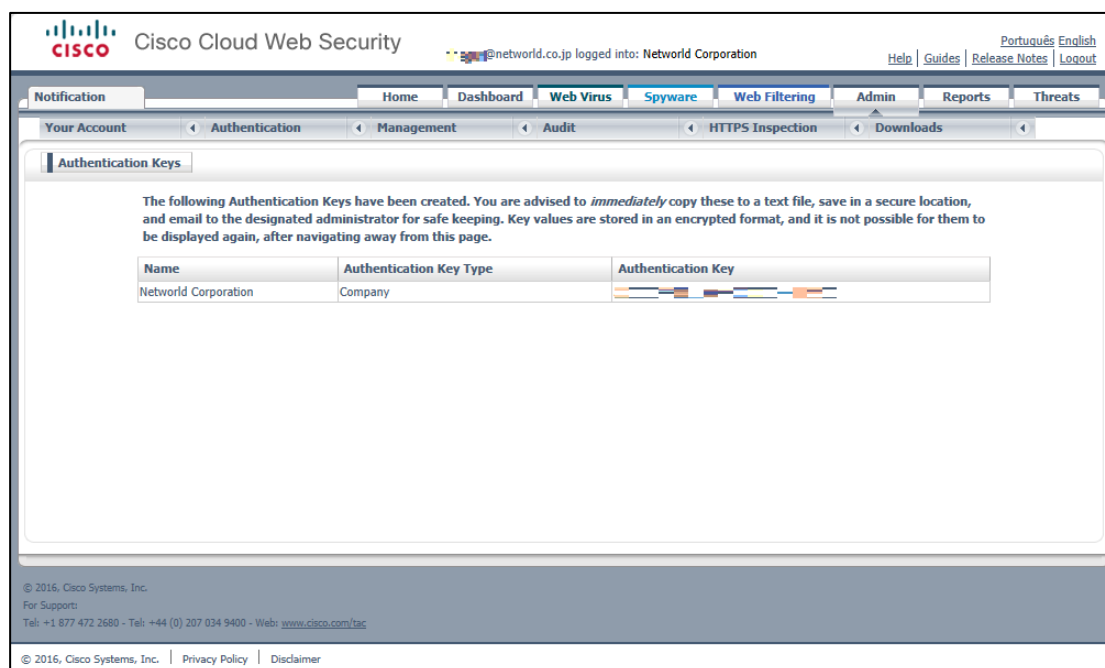 CISCO
Cisco Cloud Web Security
@networld.co.jp logged into: Networld Corporation
Português English
Help | Guides | Release Notes | Logout
Notification
Home Dashboard Web Virus Spyware Web Filtering Admin Reports Threats
Your Account Authentication Management Audit HTTPS Inspection Downloads
Authentication Keys
The following Authentication Keys have been created. You are advised to immediately copy these to a text file, save in a secure location,
and email to the designated administrator for safe keeping. Key values are stored in an encrypted format, and it is not possible for them to
be displayed again, after navigating away from this page.
Name Authentication Key Type Authentication Key
Networld Corporation Company
© 2016, Cisco Systems, Inc.
For Support:
Tel: +1 877 472 2680 - Tel: +44 (0) 207 034 9400 - Web: www.cisco.com/tac
© 2016, Cisco Systems, Inc. | Privacy Policy | Disclaimer